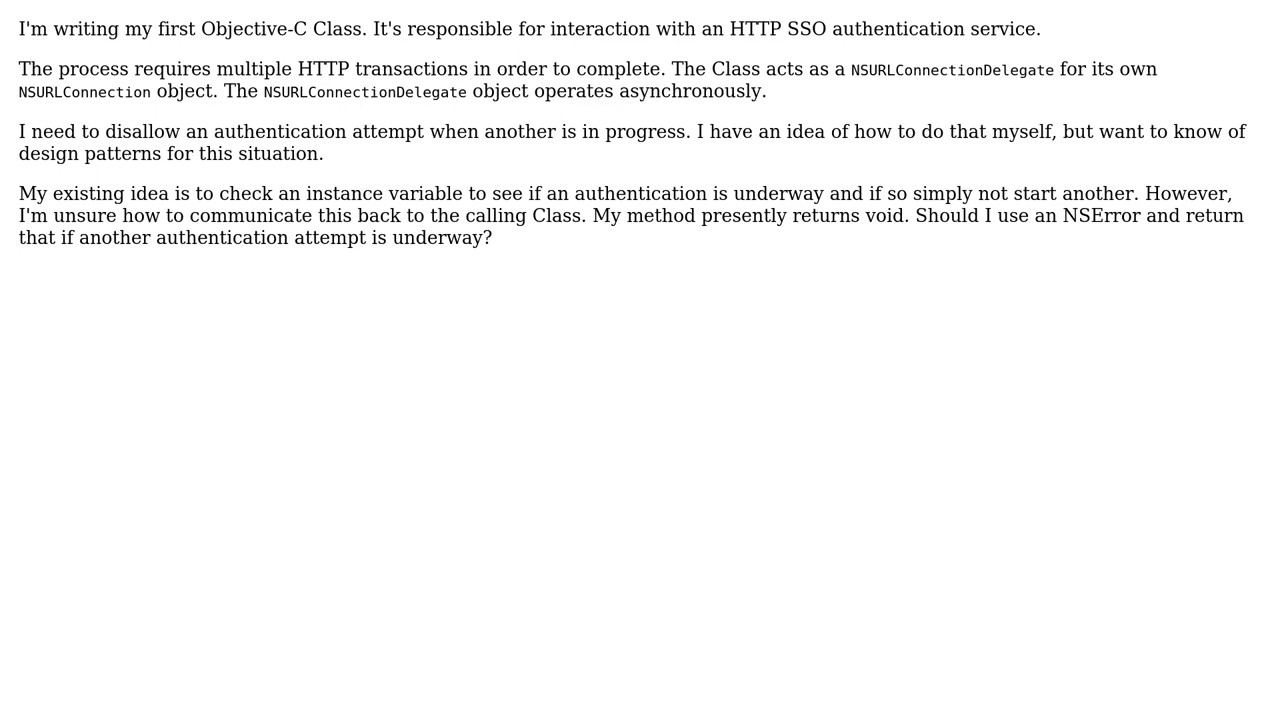 I'm writing my first Objective-C Class. It's responsible for interaction with an HTTP SSO authentication service.
The process requires multiple HTTP transactions in order to complete. The Class acts as a NSURLConnectionDelegate for its own
NSURLConnection object. The NSURLConnectionDelegate object operates asynchronously.
I need to disallow an authentication attempt when another is in progress. I have an idea of how to do that myself, but want to know of
design patterns for this situation.
My existing idea is to check an instance variable to see if an authentication is underway and if so simply not start another. However,
I'm unsure how to communicate this back to the calling Class. My method presently returns void. Should I use an NSError and return
that if another authentication attempt is underway?